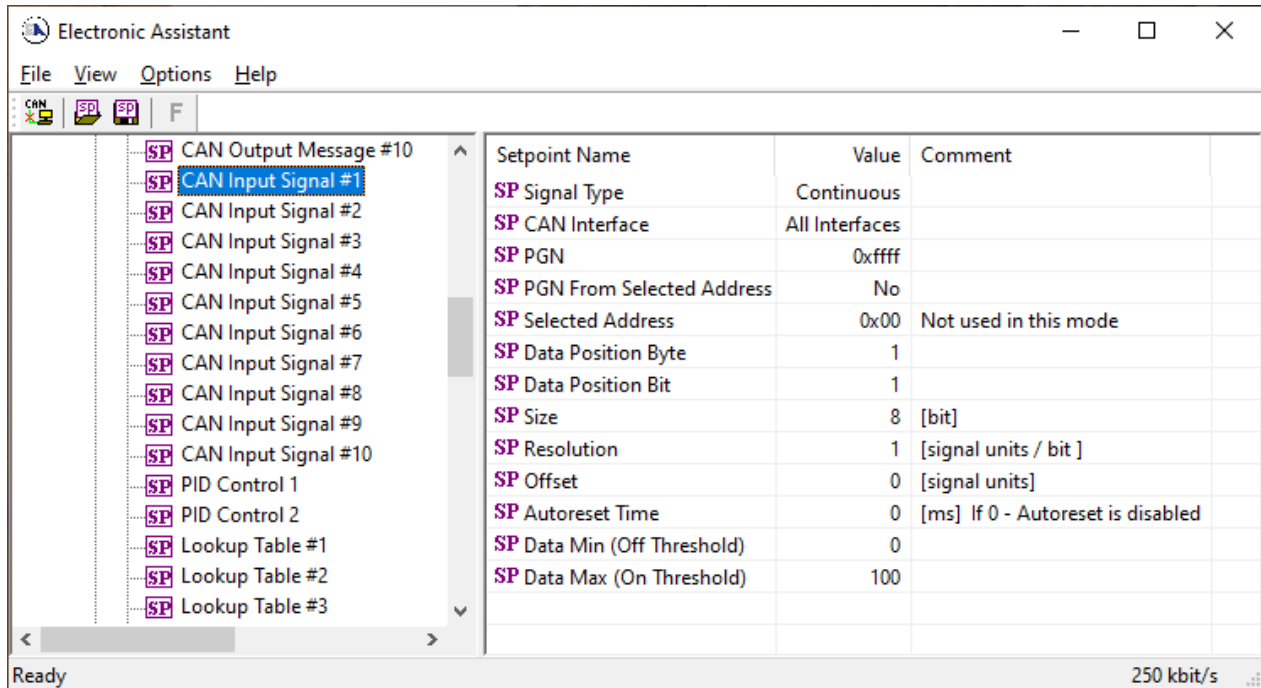 Electronic Assistant
File View Options Help
CAN SP SP F
SP CAN Output Message #10
SP CAN Input Signal #1
SP CAN Input Signal #2
SP CAN Input Signal #3
SP CAN Input Signal #4
SP CAN Input Signal #5
SP CAN Input Signal #6
SP CAN Input Signal #7
SP CAN Input Signal #8
SP CAN Input Signal #9
SP CAN Input Signal #10
SP PID Control 1
SP PID Control 2
SP Lookup Table #1
SP Lookup Table #2
SP Lookup Table #3
Setpoint Name Value Comment
SP Signal Type Continuous
SP CAN Interface All Interfaces
SP PGN 0xffff
SP PGN From Selected Address No
SP Selected Address 0x00 Not used in this mode
SP Data Position Byte 1
SP Data Position Bit 1
SP Size 8 [bit]
SP Resolution 1 [signal units / bit ]
SP Offset 0 [signal units]
SP Autoreset Time 0 [ms] If 0 - Autoreset is disabled
SP Data Min (Off Threshold) 0
SP Data Max (On Threshold) 100
Ready 250 kbit/s